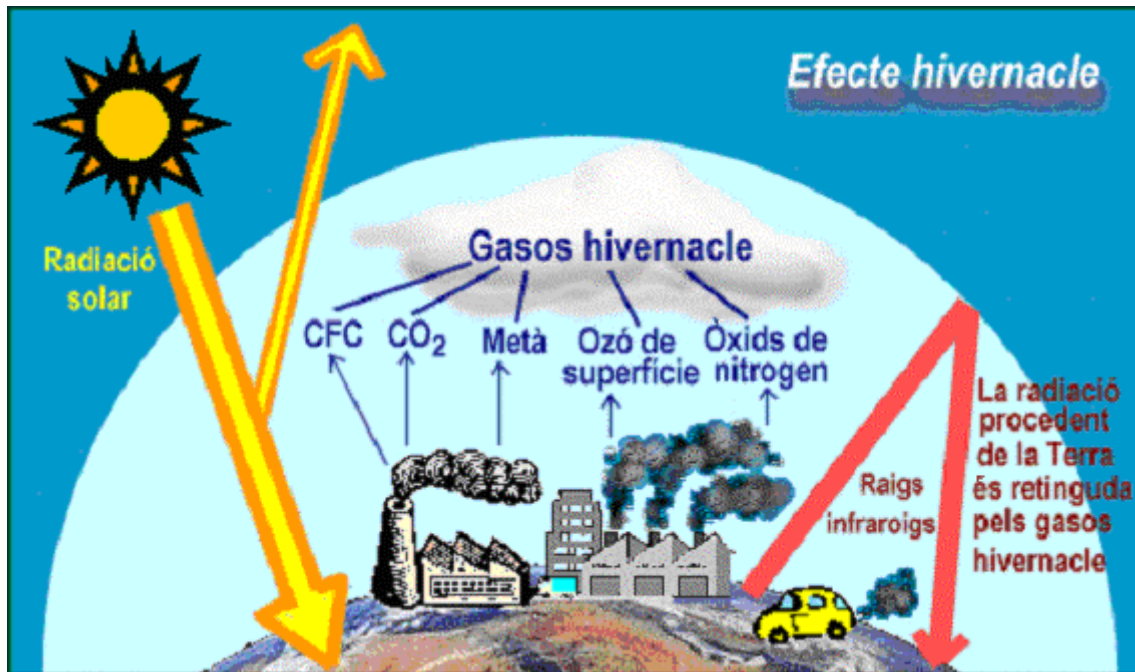 Efecte hivernacle
Radiació
solar
Gasos hivernacle
CFC
CO₂
Metà
Ozó de
superfície
Òxids de
nitrogen
Raigs
infraroigs
La radiació
procedent
de la Terra
és retinguda
pels gasos
hivernacle